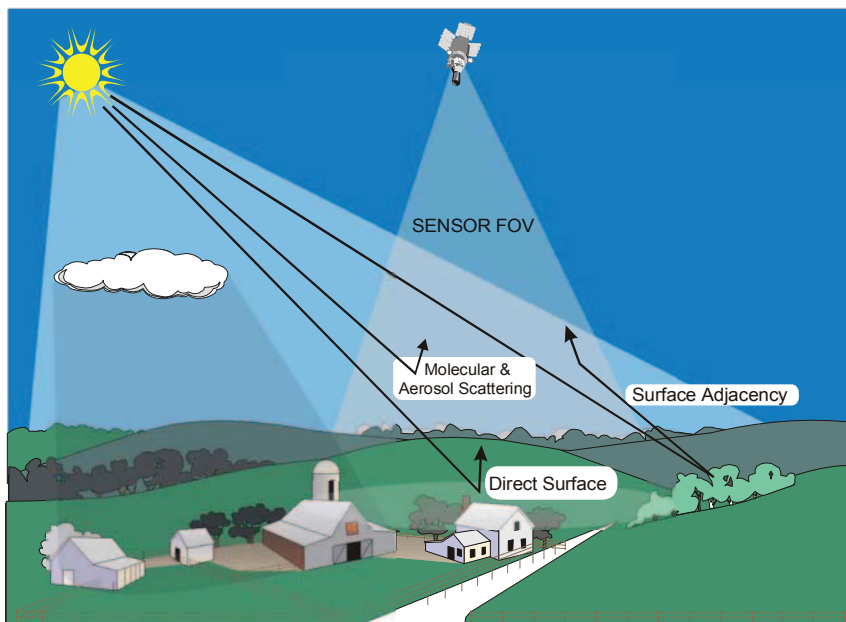 SENSOR FOV
Molecular &
Aerosol Scattering
Surface Adjacency
Direct Surface